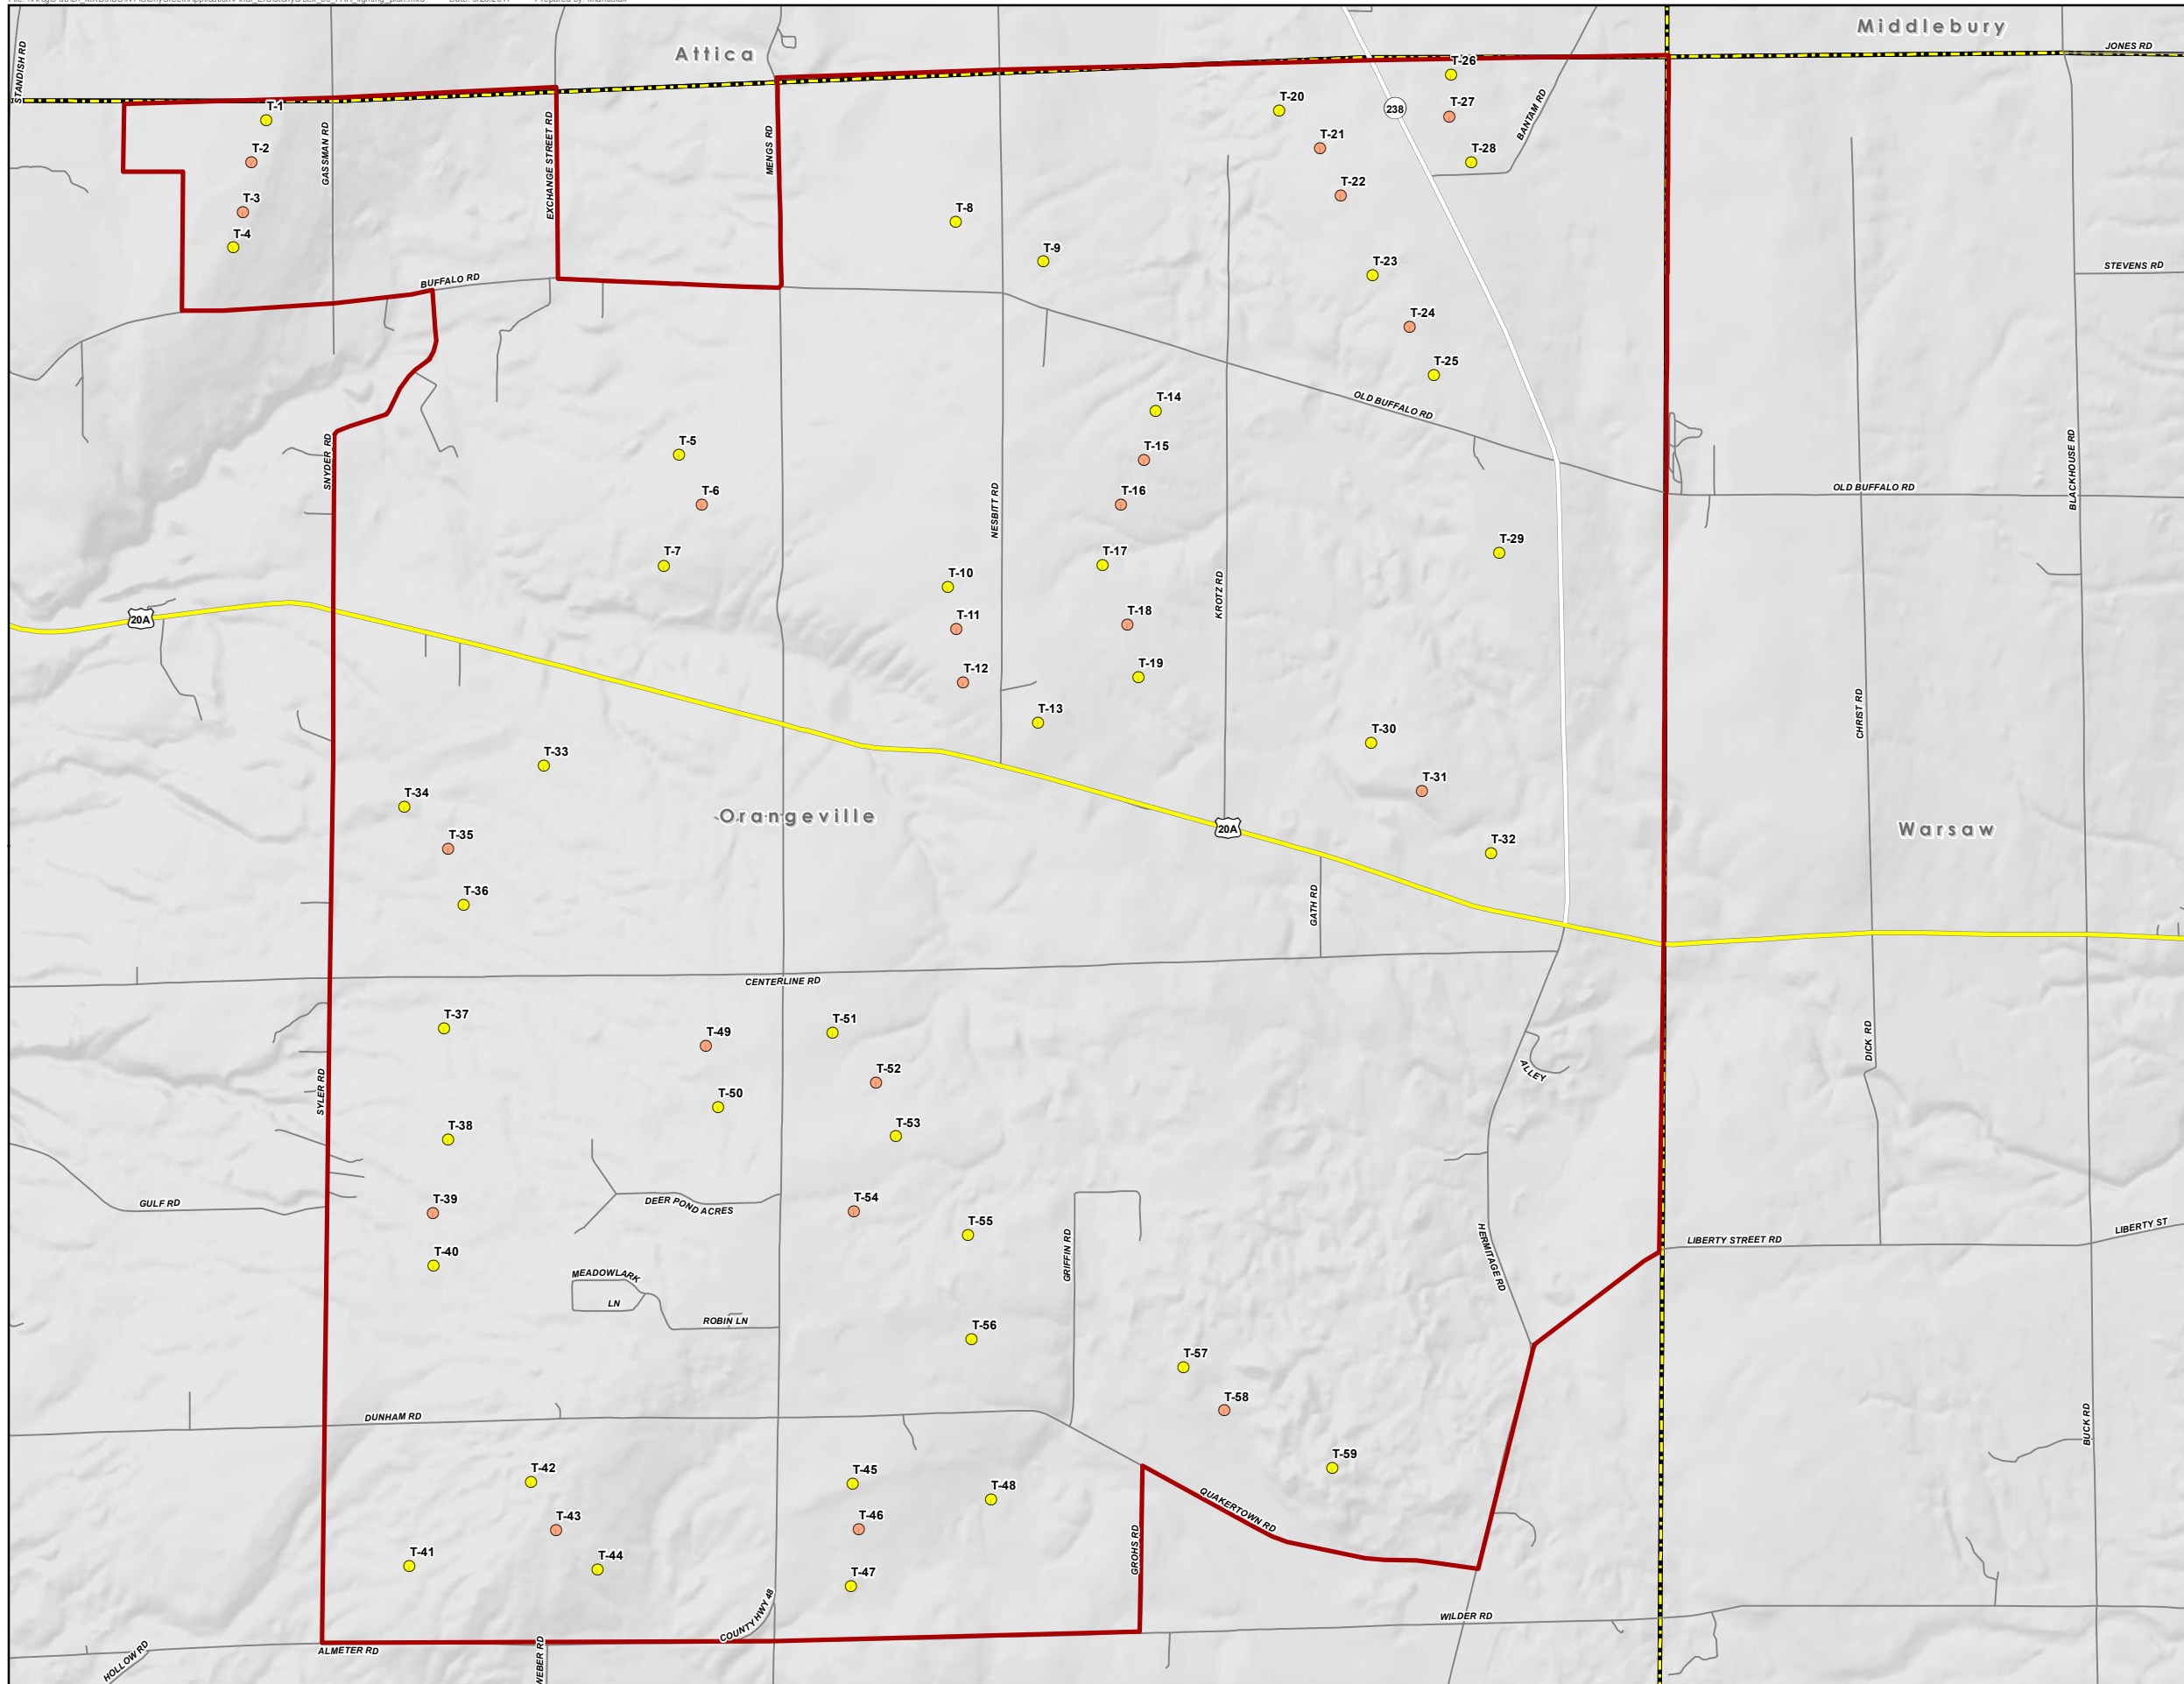 Attica
Middlebury
JONES RD
STANDISH RD
T-26
T-1
T-20
T-27
238
BANTAM RD
T-2
GASSMAN RD
EXCHANGE STREET RD
MENGS RD
T-21
T-28
T-22
T-3
T-8
T-4
T-9
T-23
STEVENS RD
BUFFALO RD
T-24
T-25
T-14
OLD BUFFALO RD
T-5
T-15
SNYDER RD
BLACKHOUSE RD
T-6
T-16
NESBITT RD
OLD BUFFALO RD
T-29
T-7
T-17
T-10
KROTZ RD
20A
T-11
T-18
T-12
T-19
T-13
CHRIST RD
T-30
T-33
T-31
T-34
Orangeville
20A
Warsaw
T-35
T-32
T-36
GATH RD
CENTERLINE RD
T-37
T-51
T-49
DICK RD
T-52
ALLEY
SYLER RD
T-50
T-38
T-53
GULF RD
T-39
DEER POND ACRES
T-54
T-55
LIBERTY ST
LIBERTY STREET RD
T-40
GRIFFIN RD
HERMITAGE RD
MEADOWLARK
LN
ROBIN LN
T-56
T-57
T-58
DUNHAM RD
BUCK RD
T-59
T-42
T-45
T-48
QUAKERTOWN RD
T-43
T-46
T-41
T-44
T-47
GROHS RD
COUNTY HWY 48
WILDER RD
ALMETER RD
HOLLOW RD
WEBER RD